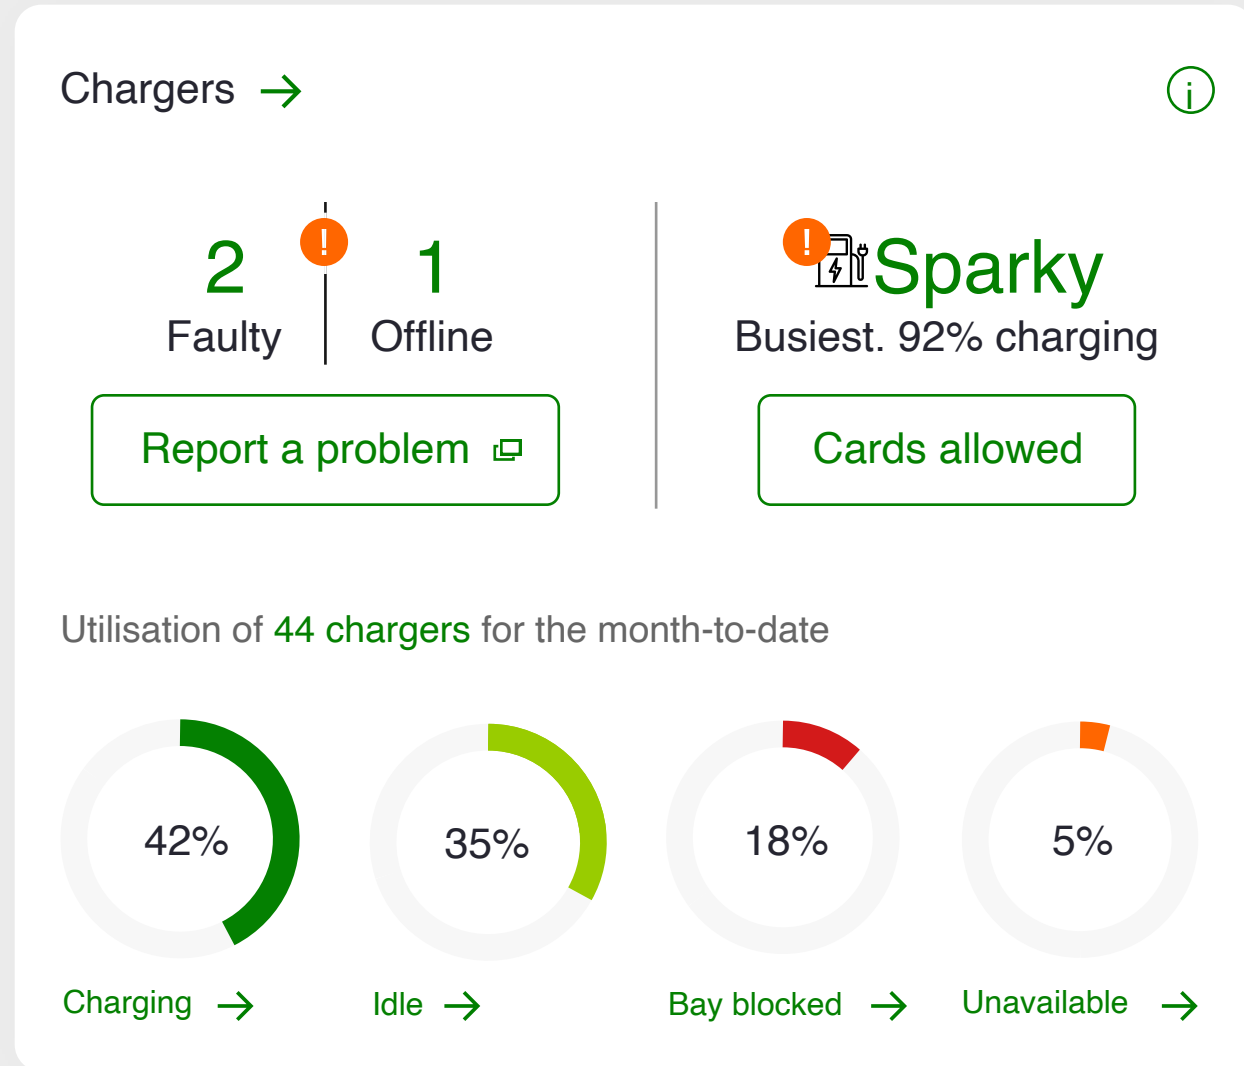 Chargers
2
!
1
Faulty
Offline
Report a problem
!
Sparky
Busiest. 92% charging
Cards allowed
Utilisation of 44 chargers for the month-to-date
42%
35%
18%
5%
Charging
Idle
Bay blocked
Unavailable